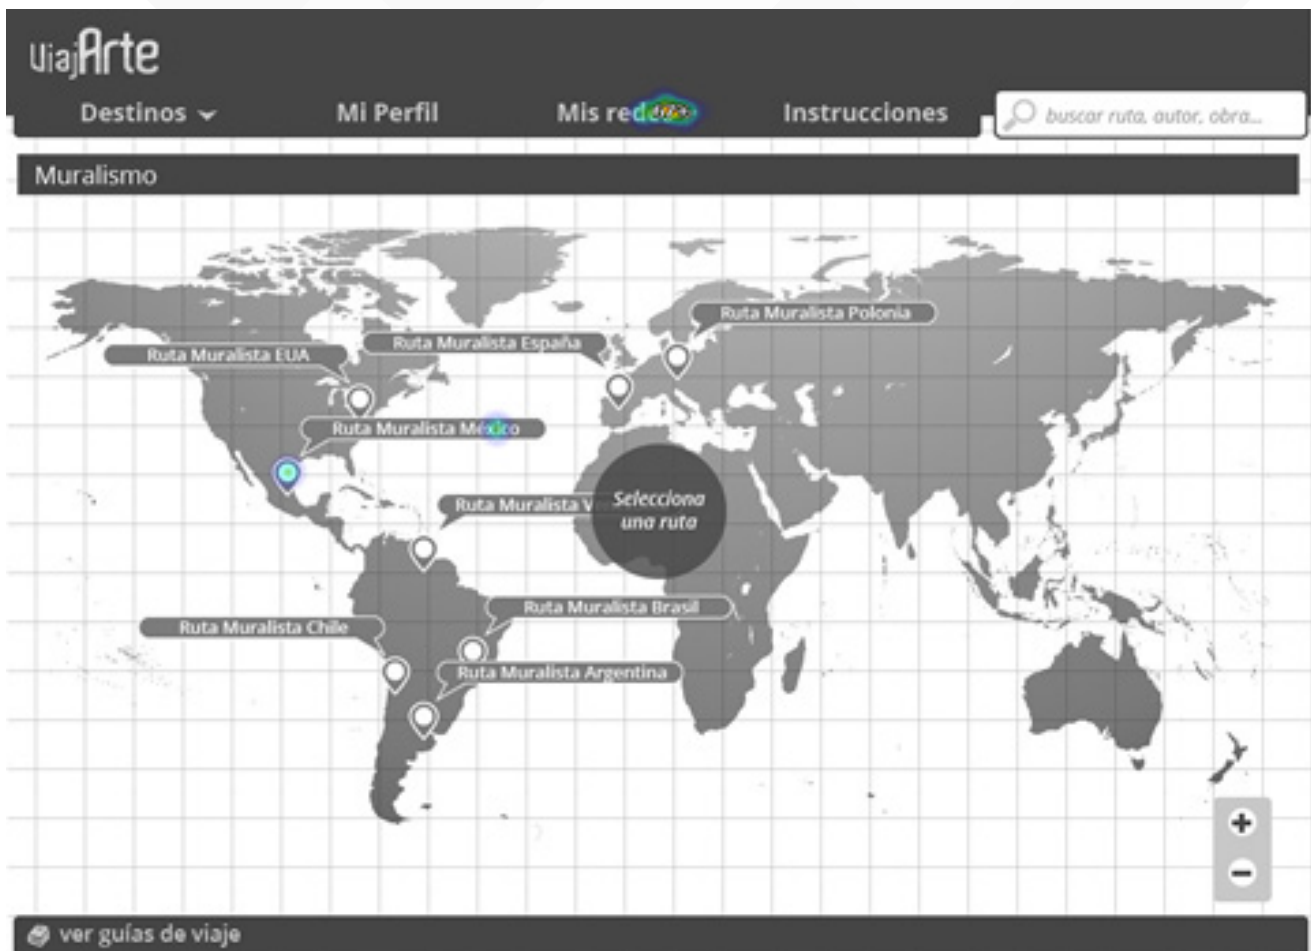 ViajArte
Destinos
Mi Perfil
Mis redes
Instrucciones
buscar ruta, autor, obra...
Muralismo
Ruta Muralista Polonia
Ruta Muralista España
Ruta Muralista EUA
Ruta Muralista México
Ruta Muralista
Selecciona
una ruta
Ruta Muralista Brasil
Ruta Muralista Chile
Ruta Muralista Argentina
ver guías de viaje